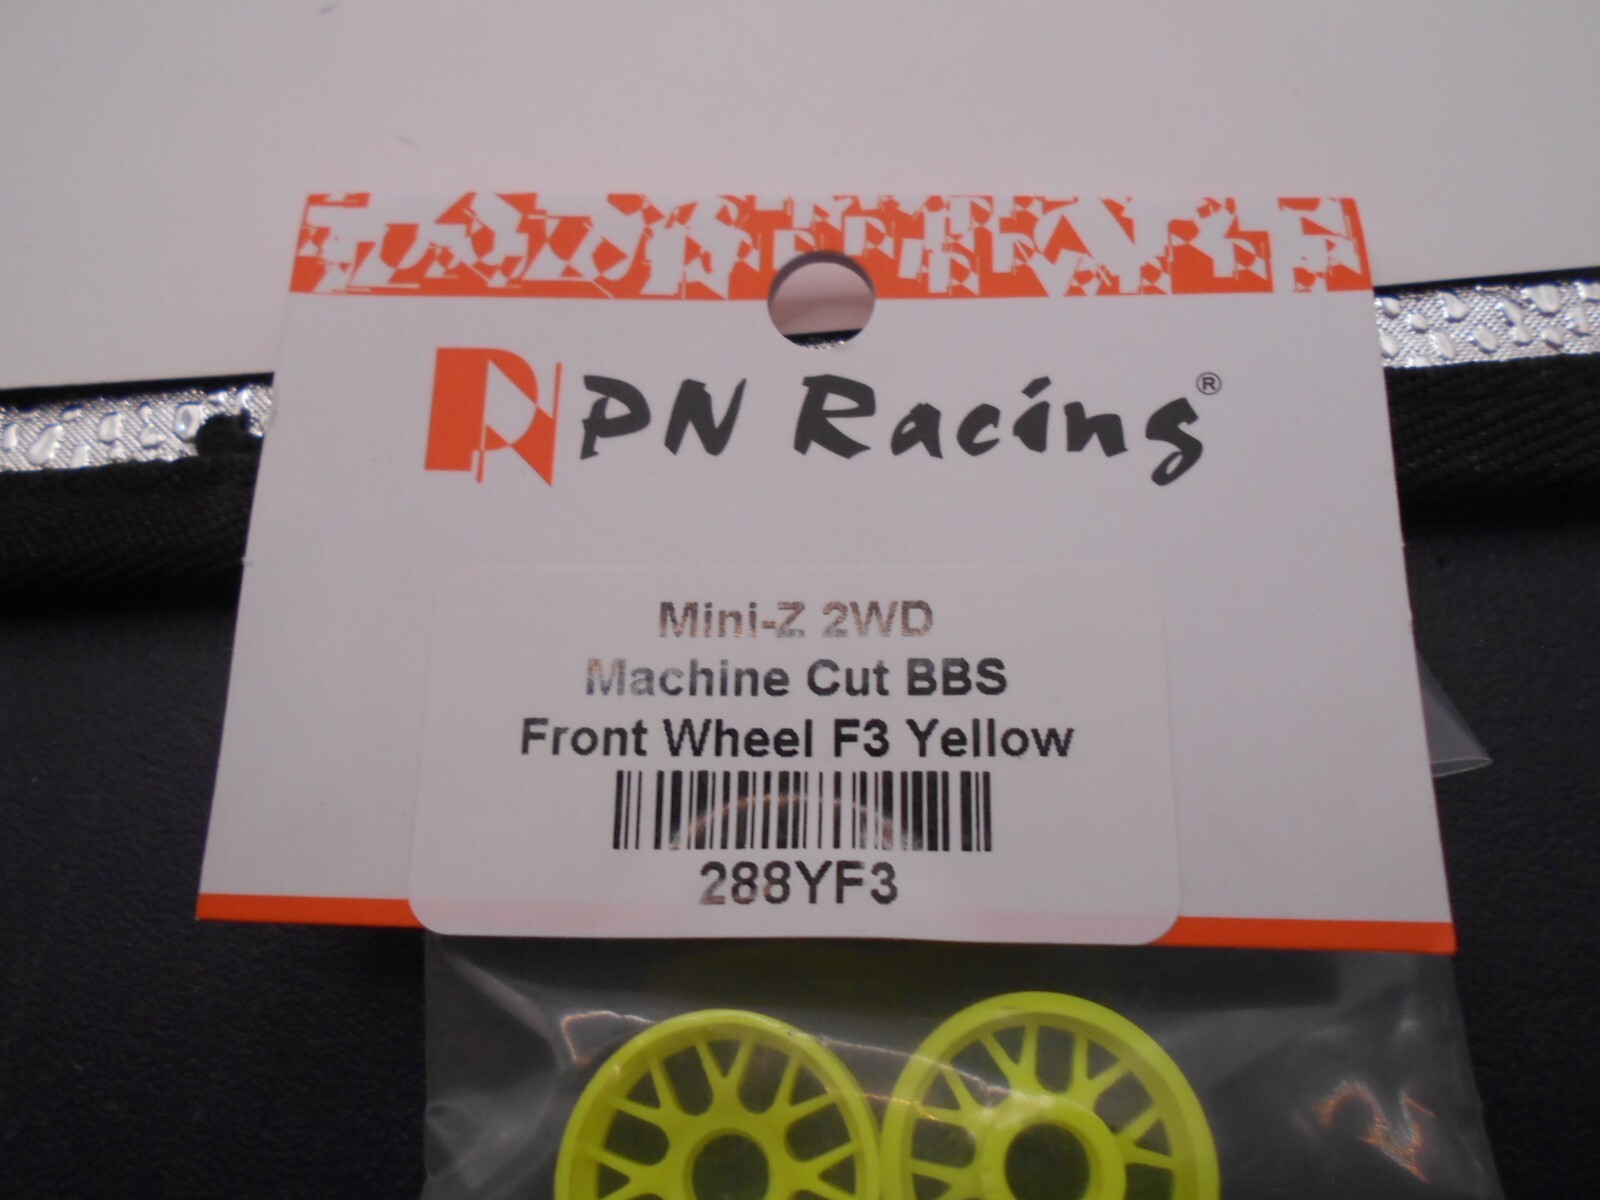 PN Racing®
Mini-Z 2WD
Machine Cut BBS
Front Wheel F3 Yellow
288YF3